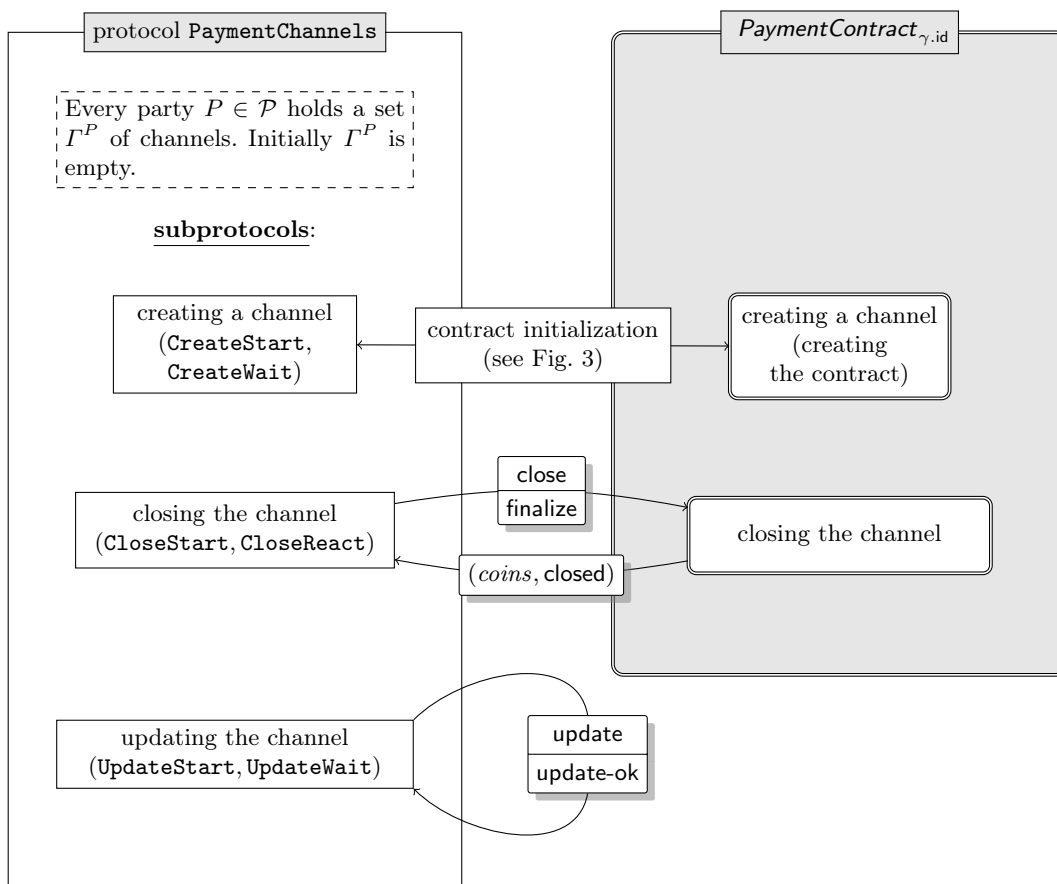 protocol PaymentChannels
PaymentContract_γ.id
Every party P ∈ 𝒫 holds a set
Γ^P of channels. Initially Γ^P is
empty.
subprotocols:
creating a channel
(CreateStart,
CreateWait)
contract initialization
(see Fig. 3)
creating a channel
(creating
the contract)
close
finalize
closing the channel
(CloseStart, CloseReact)
closing the channel
(coins, closed)
update
updating the channel
(UpdateStart, UpdateWait)
update-ok